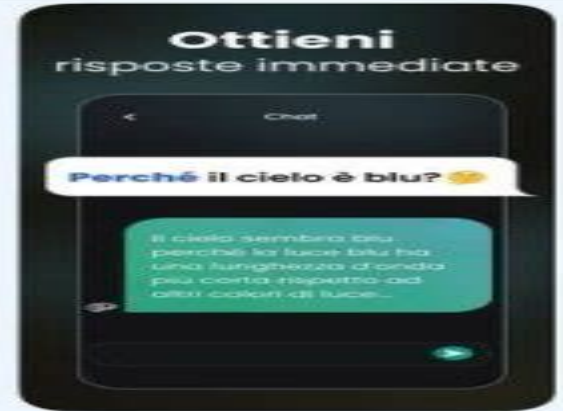 Ottieni
risposte immediate
Chat
Perché il cielo è blu?
Il cielo sembra blu
perché la luce blu ha
una lunghezza d'onda
più corta rispetto ad
altri colori di luce...